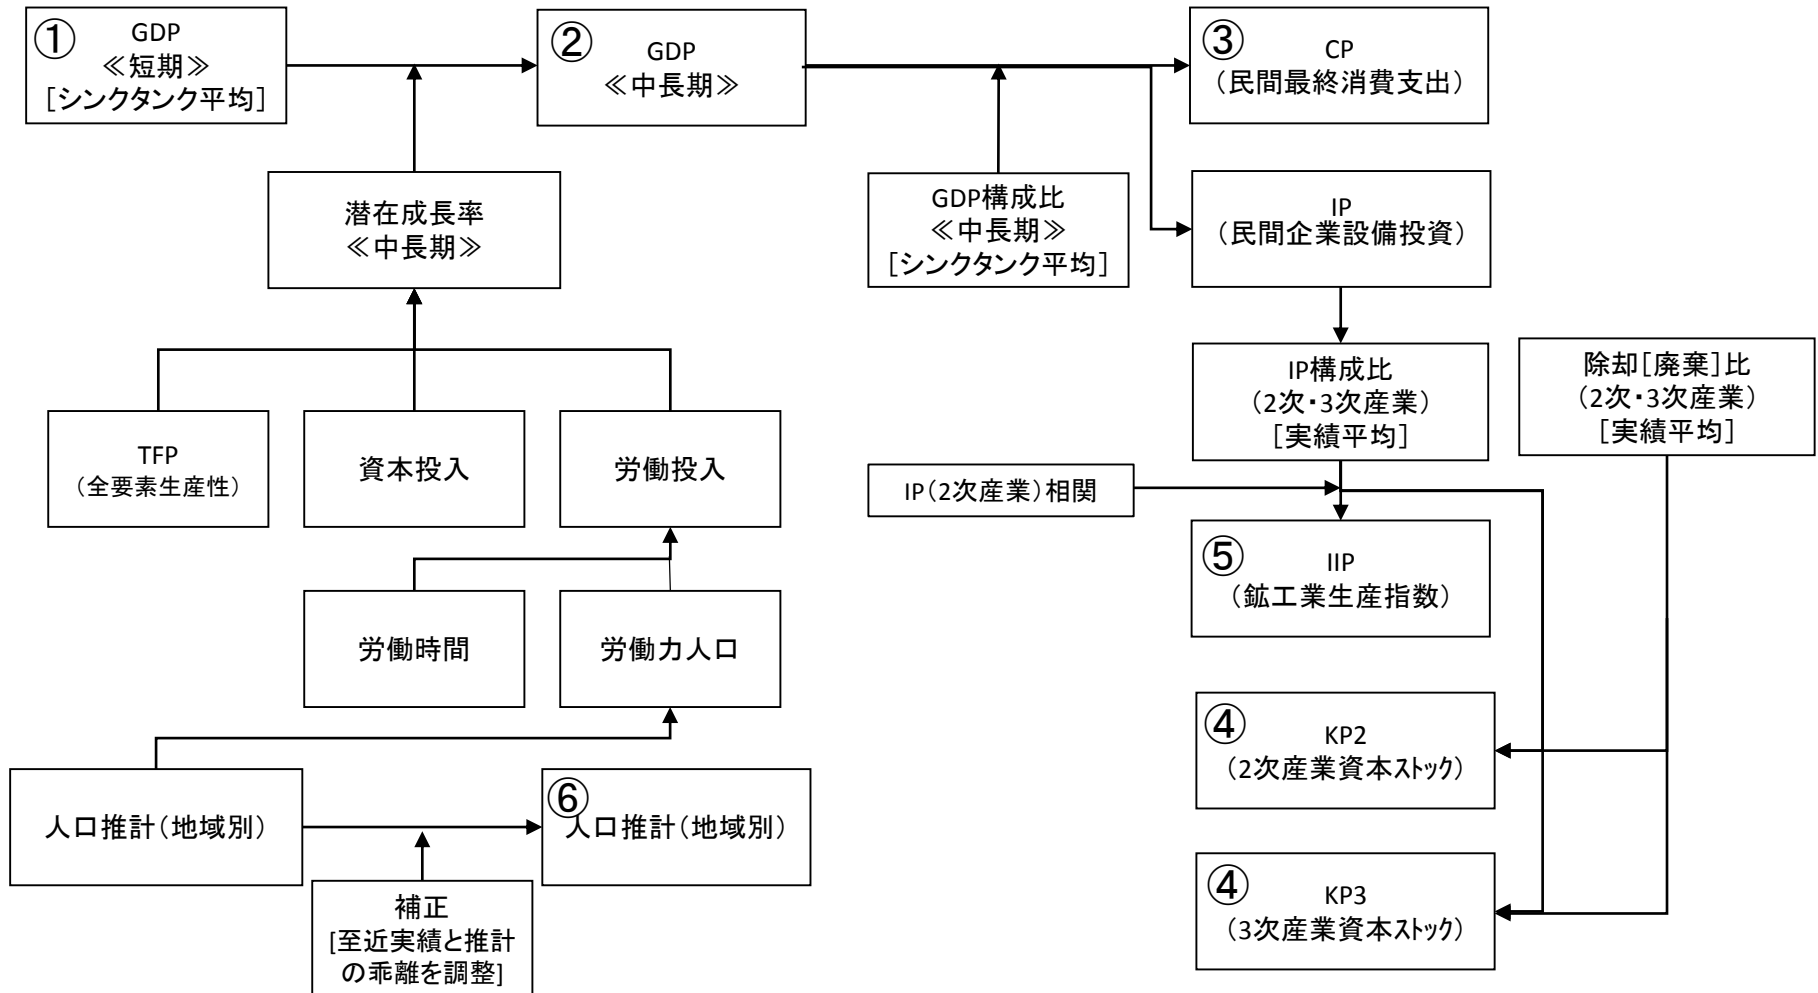 ①
GDP
≪短期≫
［シンクタンク平均］
②
GDP
≪中長期≫
③
CP
（民間最終消費支出）
潜在成長率
≪中長期≫
GDP構成比
≪中長期≫
［シンクタンク平均］
IP
（民間企業設備投資）
IP構成比
（2次・3次産業）
［実績平均］
除却［廃棄］比
（2次・3次産業）
［実績平均］
TFP
（全要素生産性）
資本投入
労働投入
IP（2次産業）相関
⑤
IIP
（鉱工業生産指数）
労働時間
労働力人口
④
KP2
（2次産業資本ｽﾄｯｸ）
人口推計（地域別）
⑥
人口推計（地域別）
④
KP3
（3次産業資本ｽﾄｯｸ）
補正
[至近実績と推計
の乖離を調整]